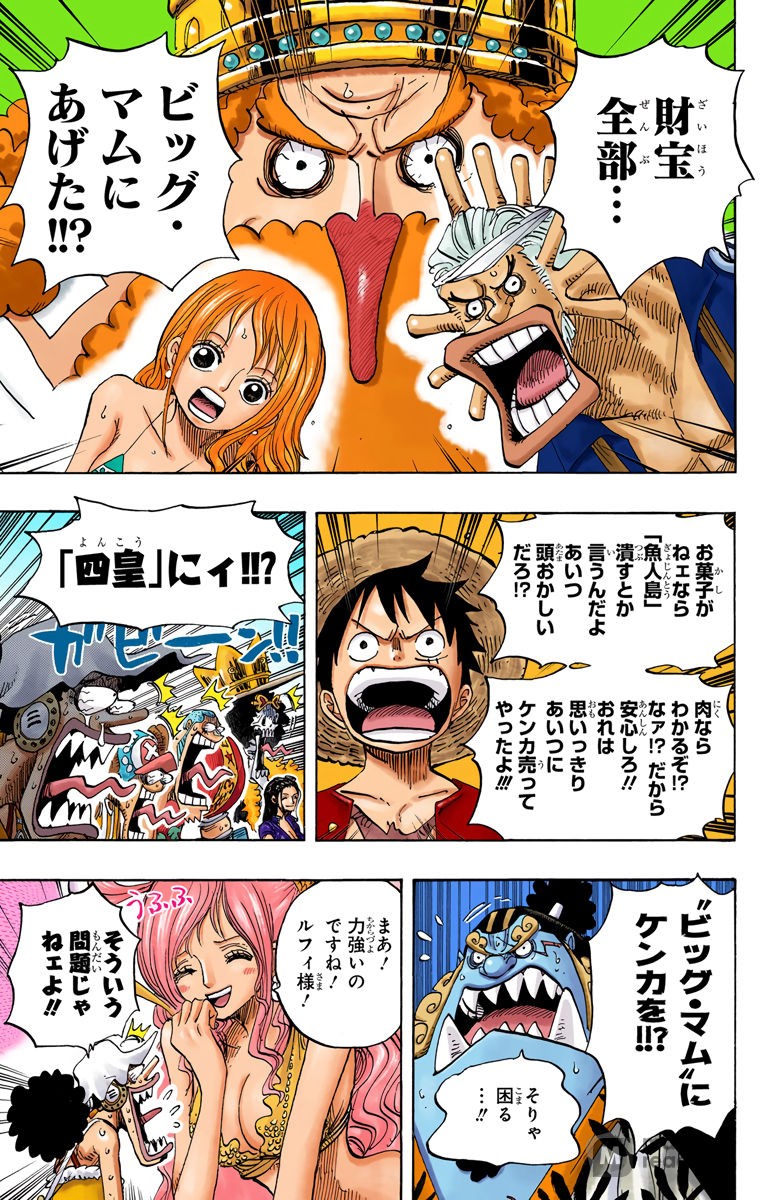 財宝
全部…
ビッグ・
マムに
あげた!!?
お菓子が
ねェなら
「魚人島」
潰すとか
言うんだよ
あいつ
頭おかしい
だろ!?
肉なら
わかるぞ!?
なァ!?だから
安心しろ!!
おれは
思いっきり
あいつに
ケンカ売って
やったよ!!!
「四皇」にィ!!!?
ガビーン!!
〝ビッグ・マム〟に
ケンカを!!!?
そりゃ
困る
…!!
まあ!
力強いの
ですね!
ルフィ様!
うふふ
そういう
問題じゃ
ねェよ!!